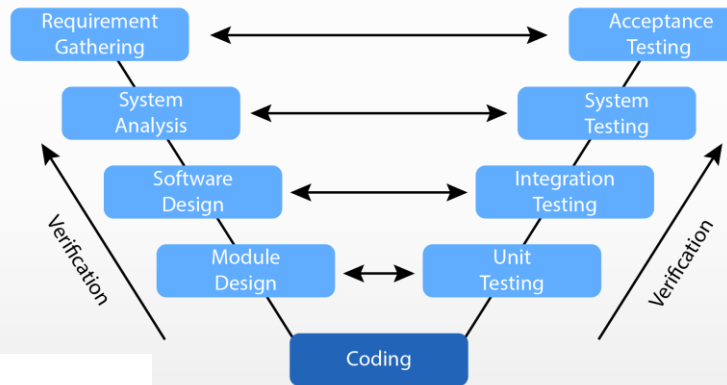 Requirement
Gathering
Acceptance
Testing
System
Analysis
System
Testing
Software
Design
Integration
Testing
Module
Design
Unit
Testing
Verification
Verification
Coding